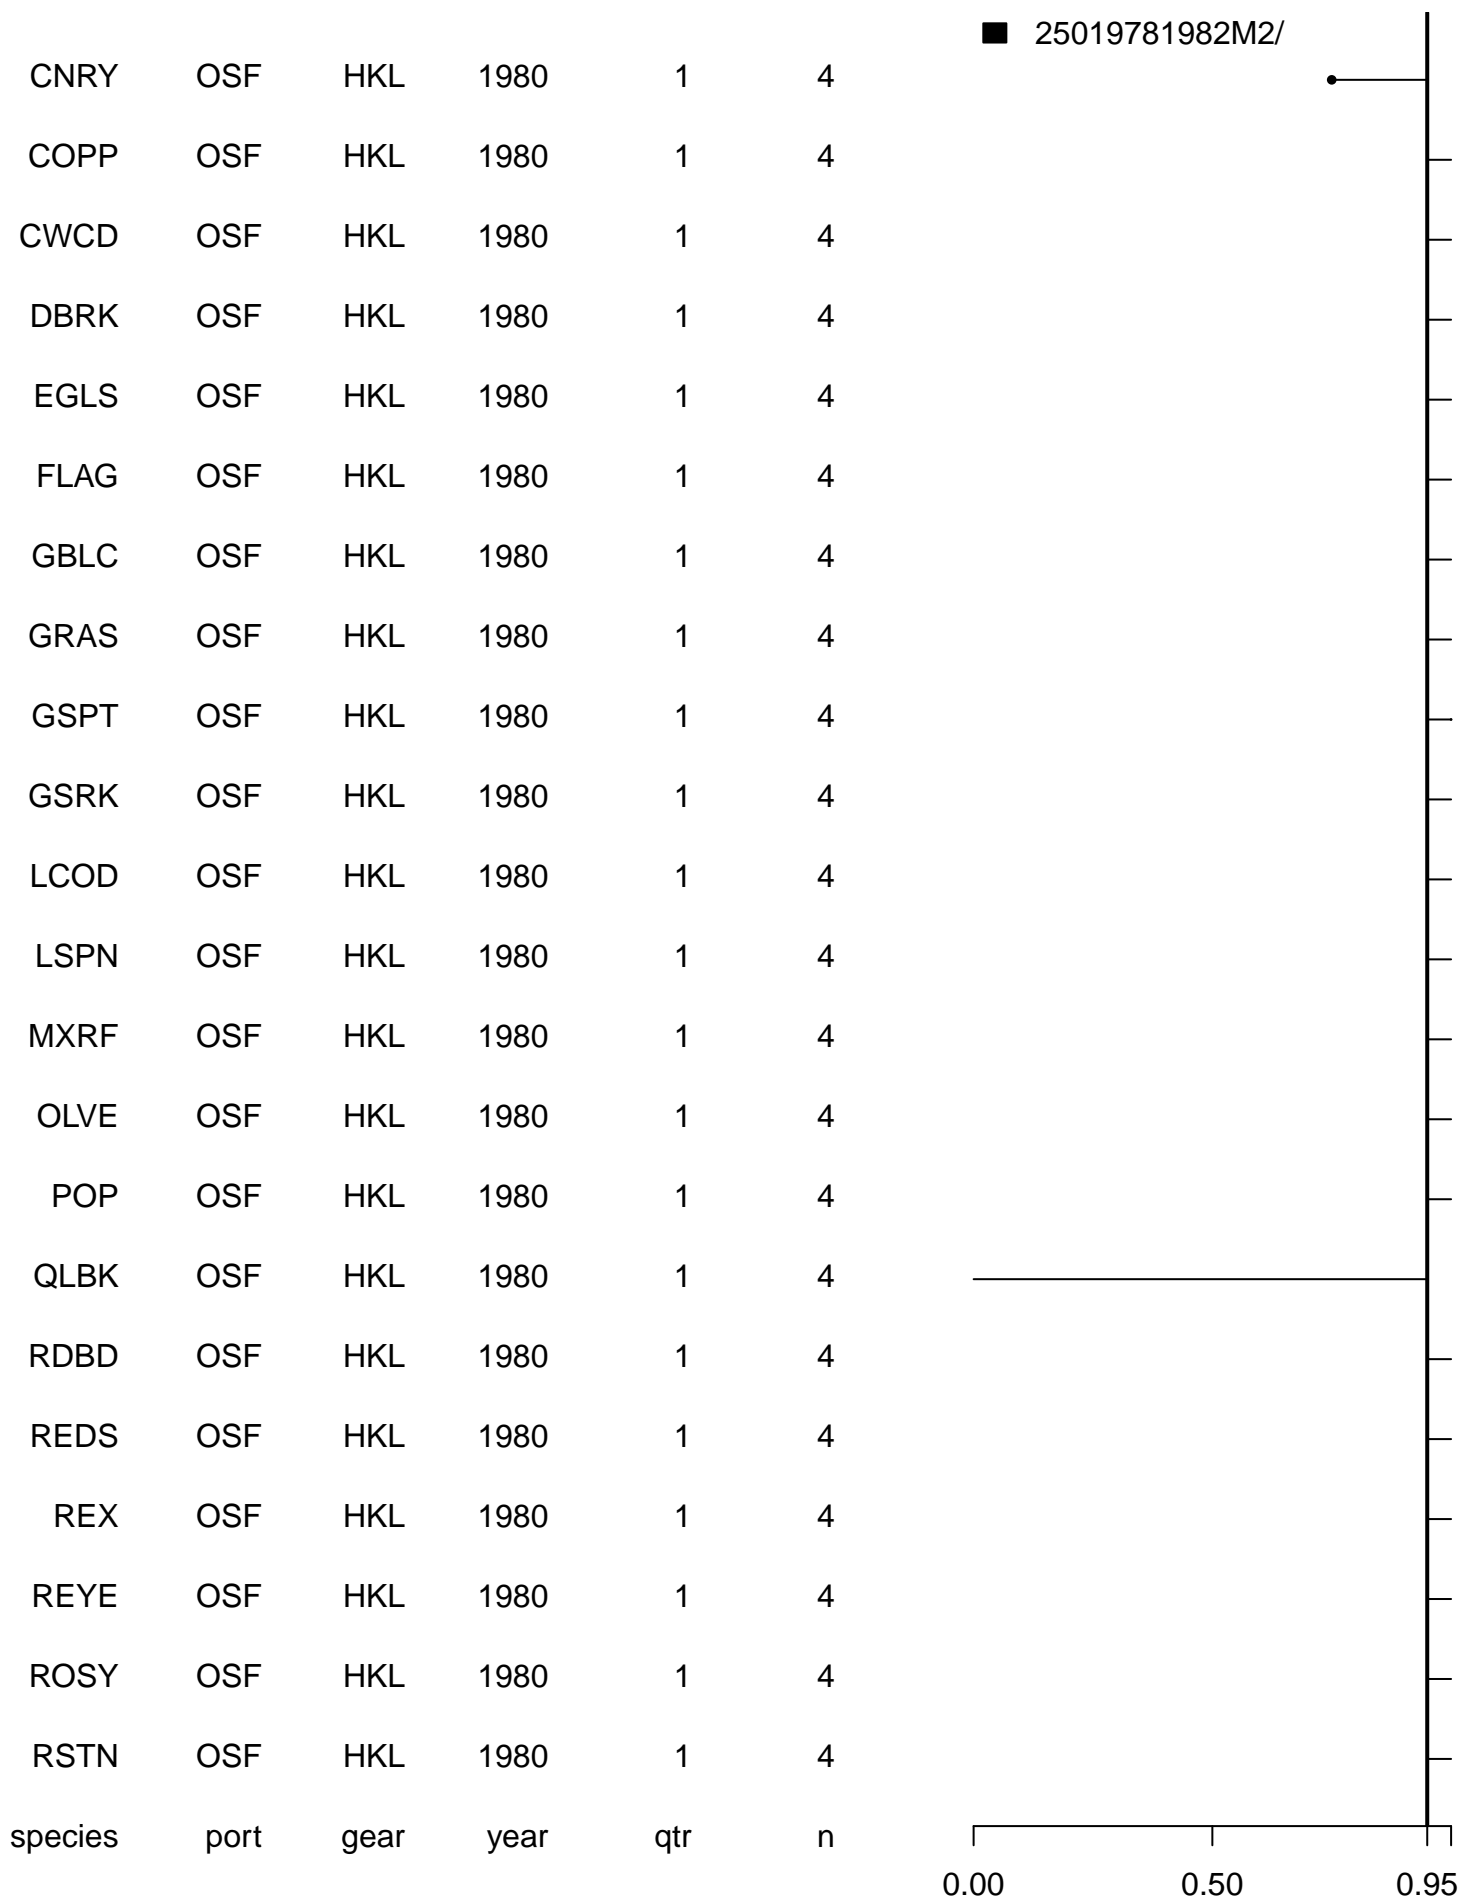 25019781982M2/
CNRY OSF HKL 1980 1 4
COPP OSF HKL 1980 1 4
CWCD OSF HKL 1980 1 4
DBRK OSF HKL 1980 1 4
EGLS OSF HKL 1980 1 4
FLAG OSF HKL 1980 1 4
GBLC OSF HKL 1980 1 4
GRAS OSF HKL 1980 1 4
GSPT OSF HKL 1980 1 4
GSRK OSF HKL 1980 1 4
LCOD OSF HKL 1980 1 4
LSPN OSF HKL 1980 1 4
MXRF OSF HKL 1980 1 4
OLVE OSF HKL 1980 1 4
POP OSF HKL 1980 1 4
QLBK OSF HKL 1980 1 4
RDBD OSF HKL 1980 1 4
REDS OSF HKL 1980 1 4
REX OSF HKL 1980 1 4
REYE OSF HKL 1980 1 4
ROSY OSF HKL 1980 1 4
RSTN OSF HKL 1980 1 4
species port gear year qtr n
0.00 0.50 0.95